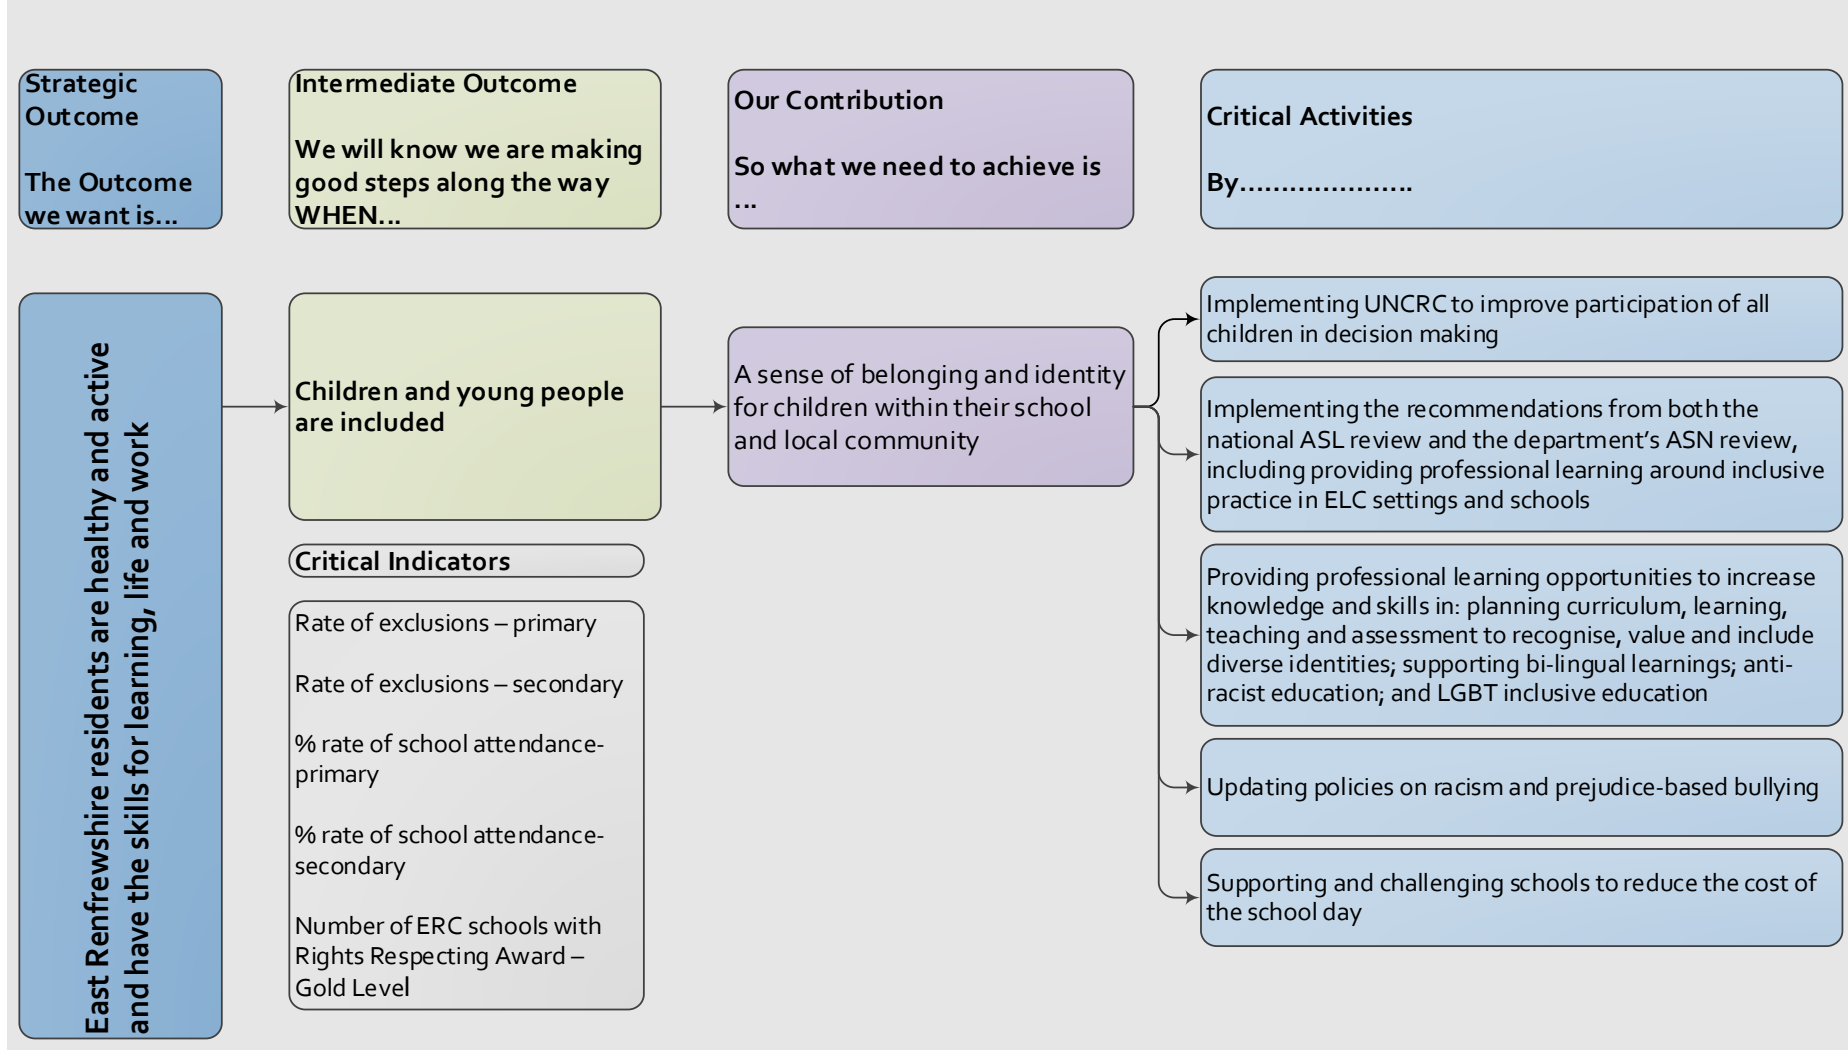 Strategic
Outcome
The Outcome
we want is...
Intermediate Outcome
We will know we are making
good steps along the way
WHEN...
Our Contribution
So what we need to achieve is
...
Critical Activities
By.....................
East Renfrewshire residents are healthy and active
and have the skills for learning, life and work
Children and young people
are included
Critical Indicators
Rate of exclusions – primary
Rate of exclusions – secondary
% rate of school attendance-
primary
% rate of school attendance-
secondary
Number of ERC schools with
Rights Respecting Award –
Gold Level
A sense of belonging and identity
for children within their school
and local community
Implementing UNCRC to improve participation of all
children in decision making
Implementing the recommendations from both the
national ASL review and the department's ASN review,
including providing professional learning around inclusive
practice in ELC settings and schools
Providing professional learning opportunities to increase
knowledge and skills in: planning curriculum, learning,
teaching and assessment to recognise, value and include
diverse identities; supporting bi-lingual learnings; anti-
racist education; and LGBT inclusive education
Updating policies on racism and prejudice-based bullying
Supporting and challenging schools to reduce the cost of
the school day